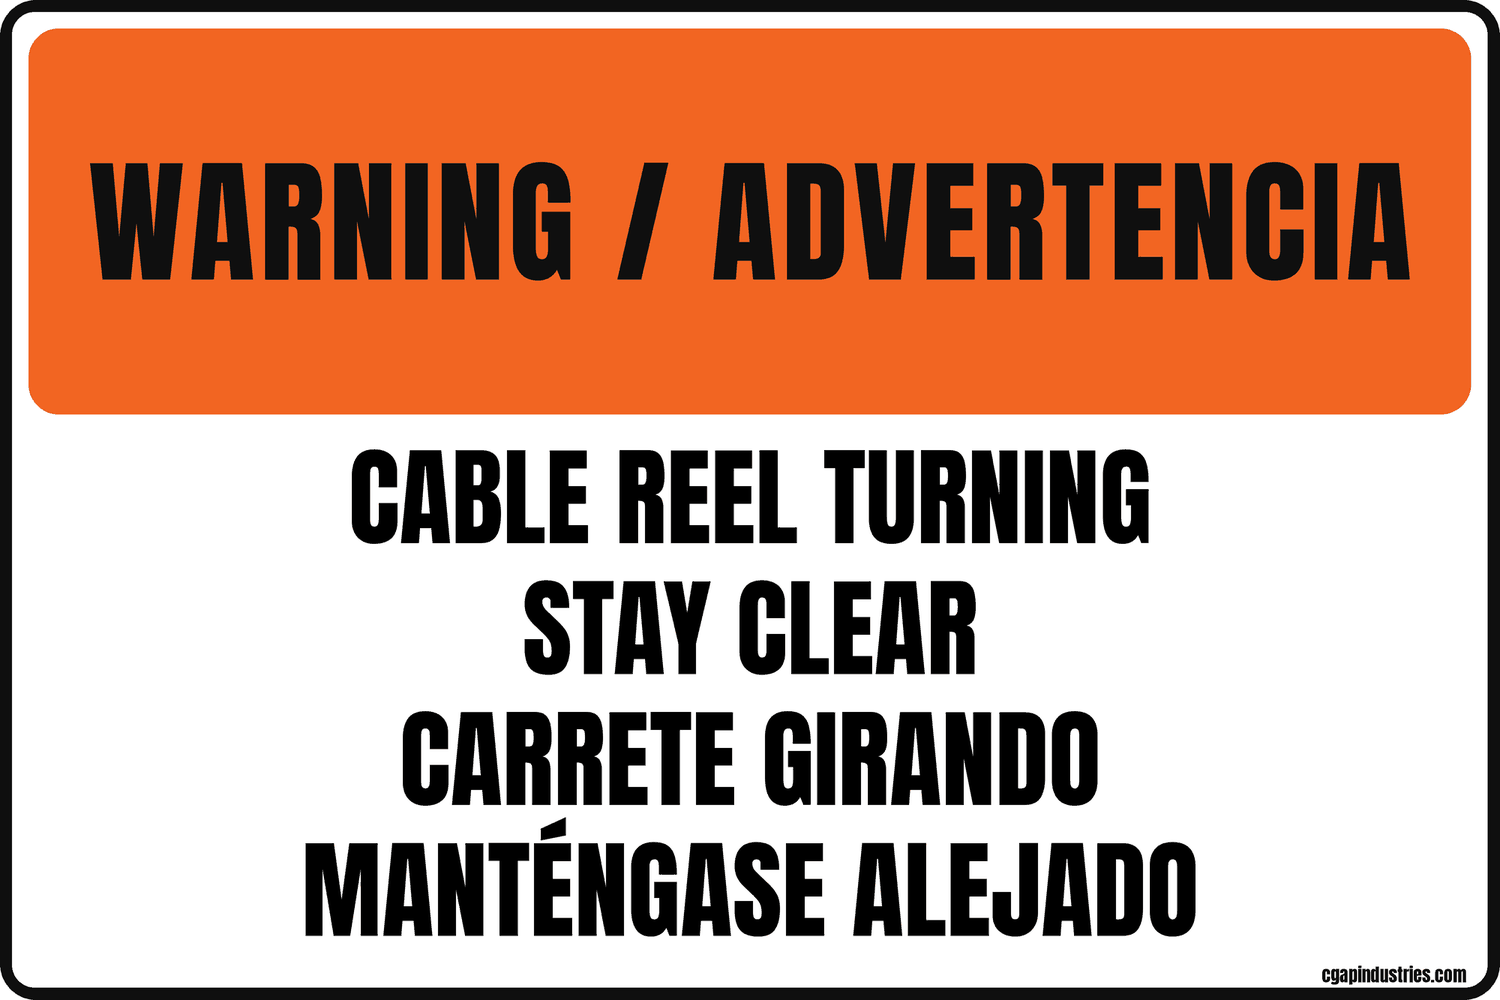 WARNING / ADVERTENCIA
CABLE REEL TURNING
STAY CLEAR
CARRETE GIRANDO
MANTÉNGASE ALEJADO
cgapindustries.com